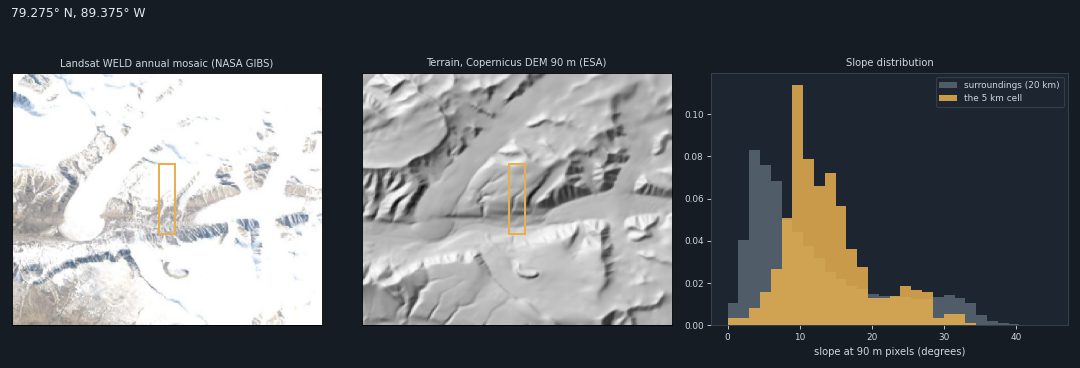 79.275° N, 89.375° W
Landsat WELD annual mosaic (NASA GIBS)
Terrain, Copernicus DEM 90 m (ESA)
Slope distribution
surroundings (20 km)
the 5 km cell
0.10
0.08
0.06
0.04
0.02
0.00
0
10
20
30
40
slope at 90 m pixels (degrees)